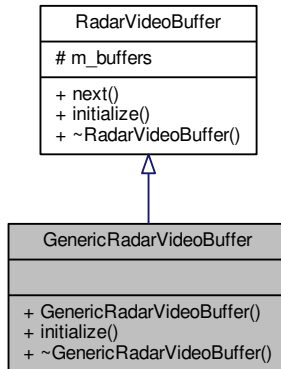 RadarVideoBuffer
# m_buffers
+ next()
+ initialize()
+ ~RadarVideoBuffer()
GenericRadarVideoBuffer
+ GenericRadarVideoBuffer()
+ initialize()
+ ~GenericRadarVideoBuffer()